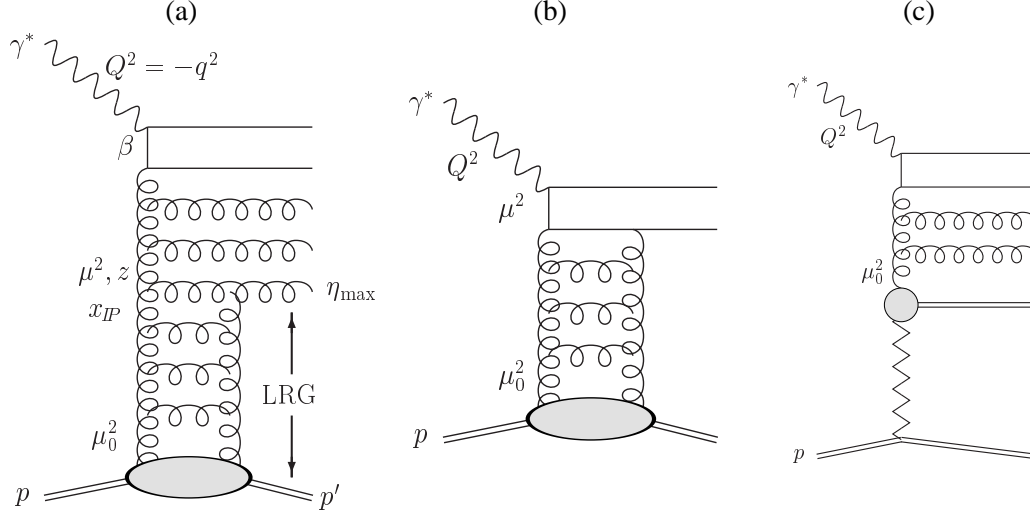 (a)
γ*
Q² = −q²
β
μ², z
x_IP
η_max
LRG
μ₀²
p
p′
(b)
γ*
Q²
μ²
μ₀²
p
(c)
γ*
Q²
μ₀²
p